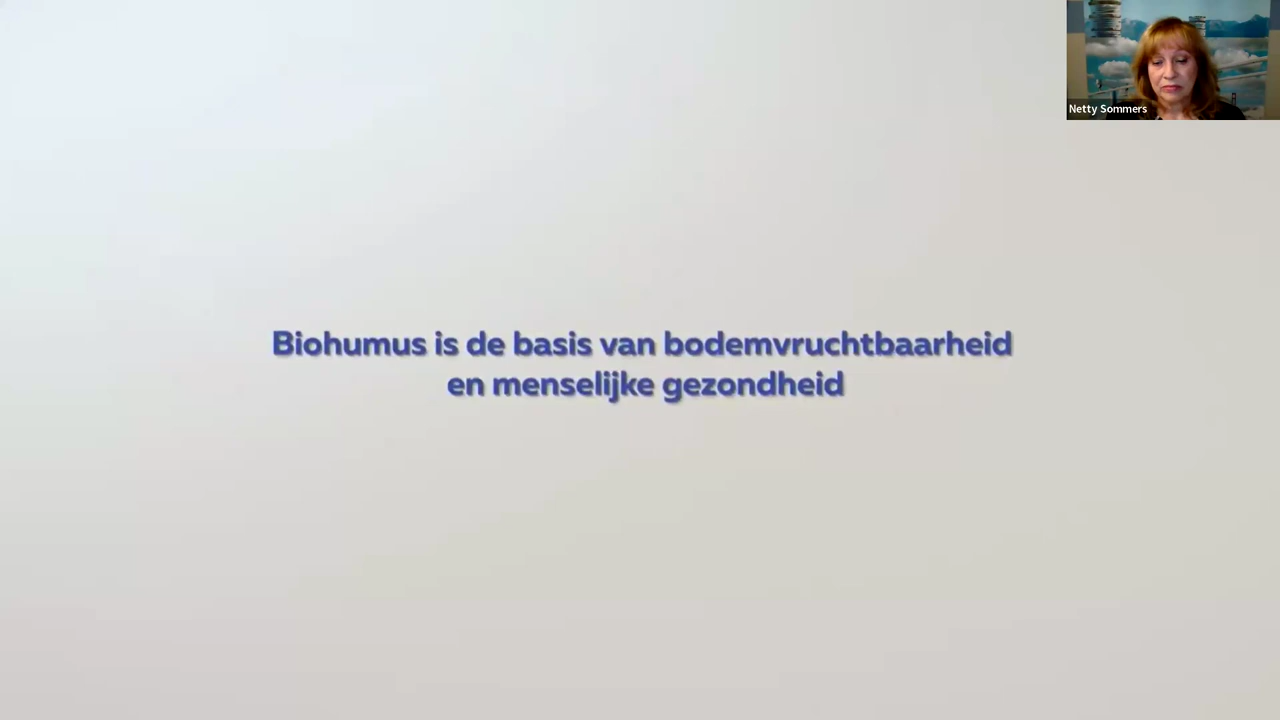 Netty Sommers
Biohumus is de basis van bodemvruchtbaarheid
en menselijke gezondheid